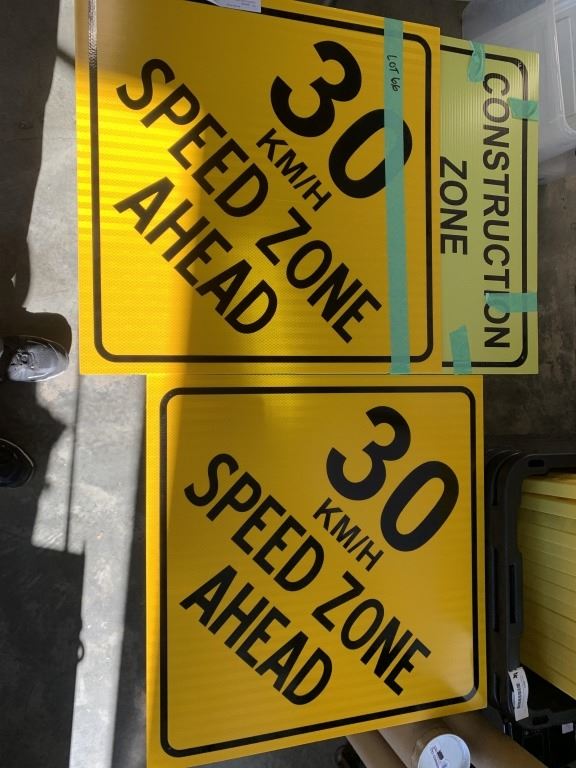 30
KM/H
SPEED ZONE
AHEAD
LOT 66
CONSTRUCTION
ZONE
30
KM/H
SPEED ZONE
AHEAD